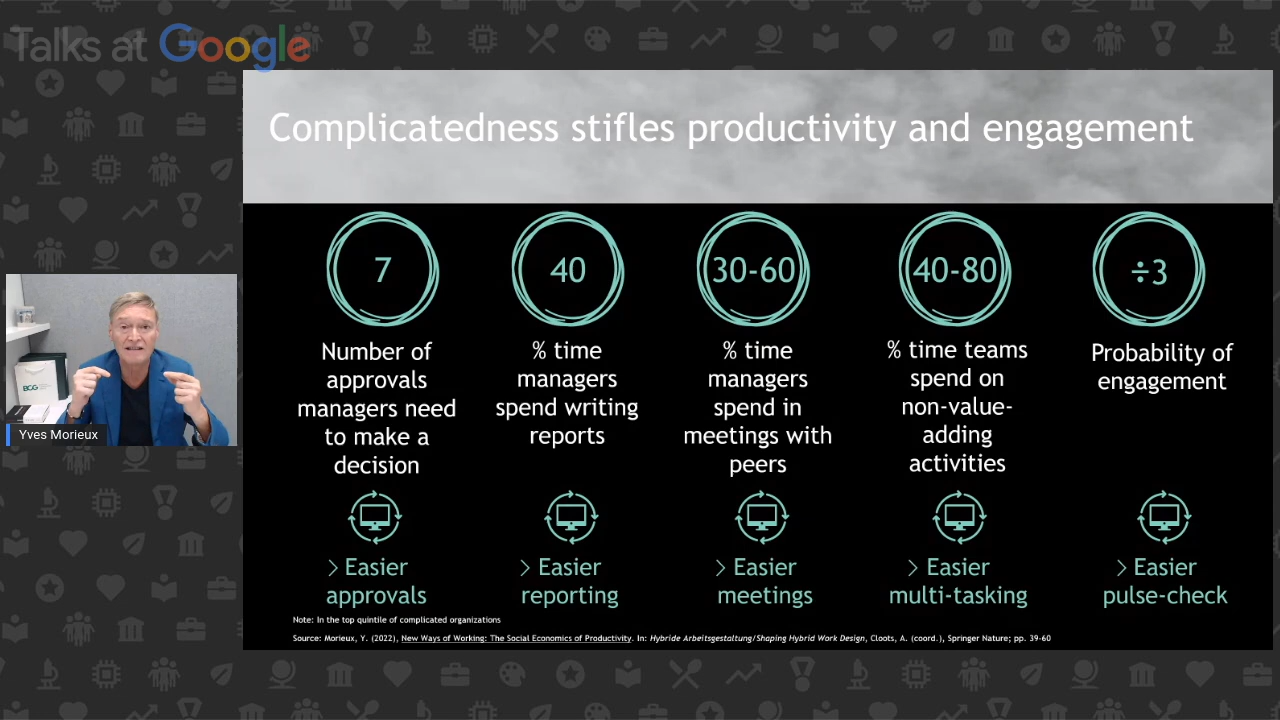 Talks at Google
Complicatedness stifles productivity and engagement
7
Number of
approvals
managers need
to make a
decision
> Easier
approvals
40
% time
managers
spend writing
reports
> Easier
reporting
30-60
% time
managers
spend in
meetings with
peers
> Easier
meetings
40-80
% time teams
spend on
non-value-
adding
activities
> Easier
multi-tasking
÷3
Probability of
engagement
> Easier
pulse-check
Note: In the top quintile of complicated organizations
Source: Morieux, Y. (2022), New Ways of Working: The Social Economics of Productivity. In: Hybride Arbeitsgestaltung/Shaping Hybrid Work Design, Cloots, A. (coord.), Springer Nature; pp. 39-60
BCG
Yves Morieux